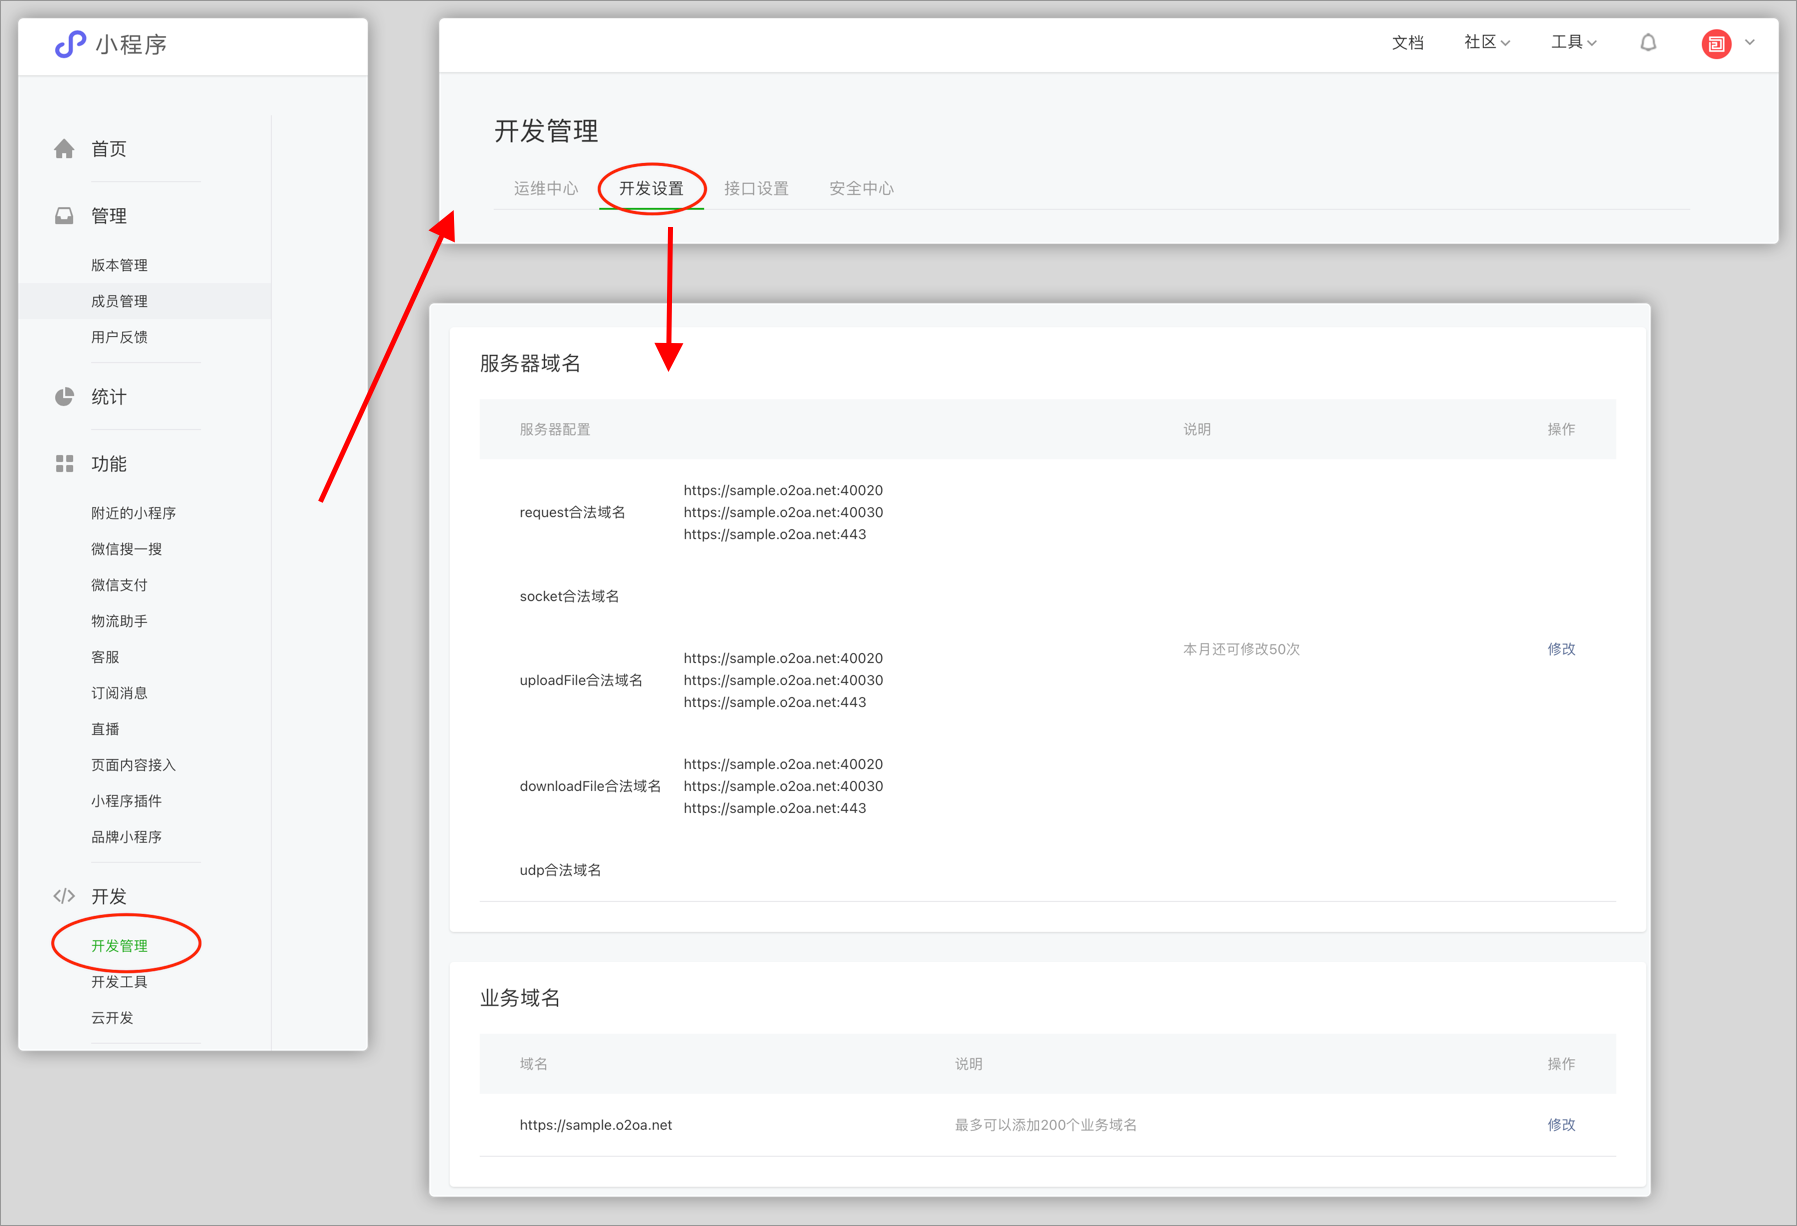 小程序
首页
管理
版本管理
成员管理
用户反馈
统计
功能
附近的小程序
微信搜一搜
微信支付
物流助手
客服
订阅消息
直播
页面内容接入
小程序插件
品牌小程序
</> 开发
开发管理
开发工具
云开发
文档 社区 工具
开发管理
运维中心 开发设置 接口设置 安全中心
服务器域名
服务器配置 说明 操作
request合法域名
https://sample.o2oa.net:40020
https://sample.o2oa.net:40030
https://sample.o2oa.net:443
socket合法域名
本月还可修改50次 修改
uploadFile合法域名
https://sample.o2oa.net:40020
https://sample.o2oa.net:40030
https://sample.o2oa.net:443
downloadFile合法域名
https://sample.o2oa.net:40020
https://sample.o2oa.net:40030
https://sample.o2oa.net:443
udp合法域名
业务域名
域名 说明 操作
https://sample.o2oa.net 最多可以添加200个业务域名 修改